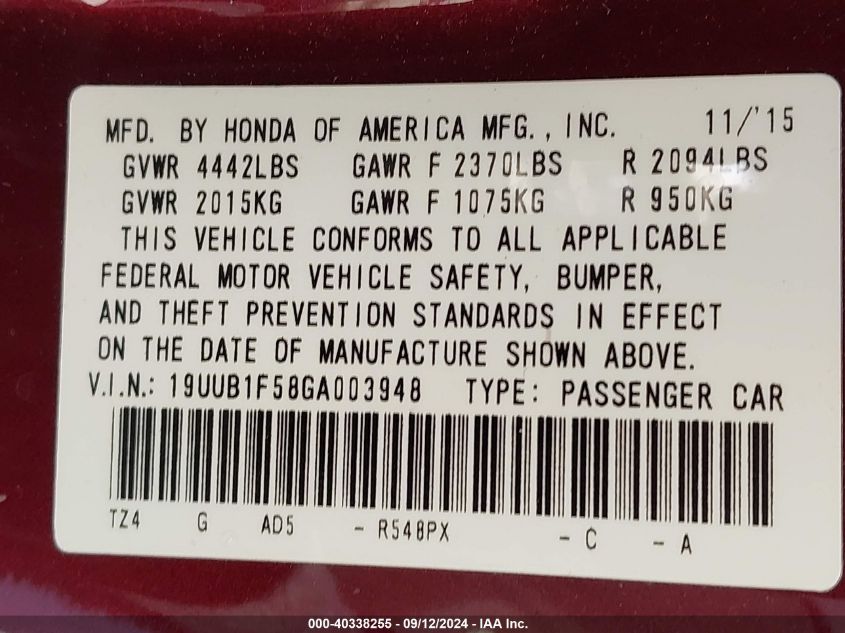 MFD. BY HONDA OF AMERICA MFG., INC. 11/'15
GVWR 4442LBS GAWR F 2370LBS R 2094LBS
GVWR 2015KG GAWR F 1075KG R 950KG
THIS VEHICLE CONFORMS TO ALL APPLICABLE
FEDERAL MOTOR VEHICLE SAFETY, BUMPER,
AND THEFT PREVENTION STANDARDS IN EFFECT
ON THE DATE OF MANUFACTURE SHOWN ABOVE.
V.I.N.: 19UUB1F58GA003948 TYPE: PASSENGER CAR
TZ4 G AD5 - R548PX - C - A
000-40338255 - 09/12/2024 - IAA Inc.